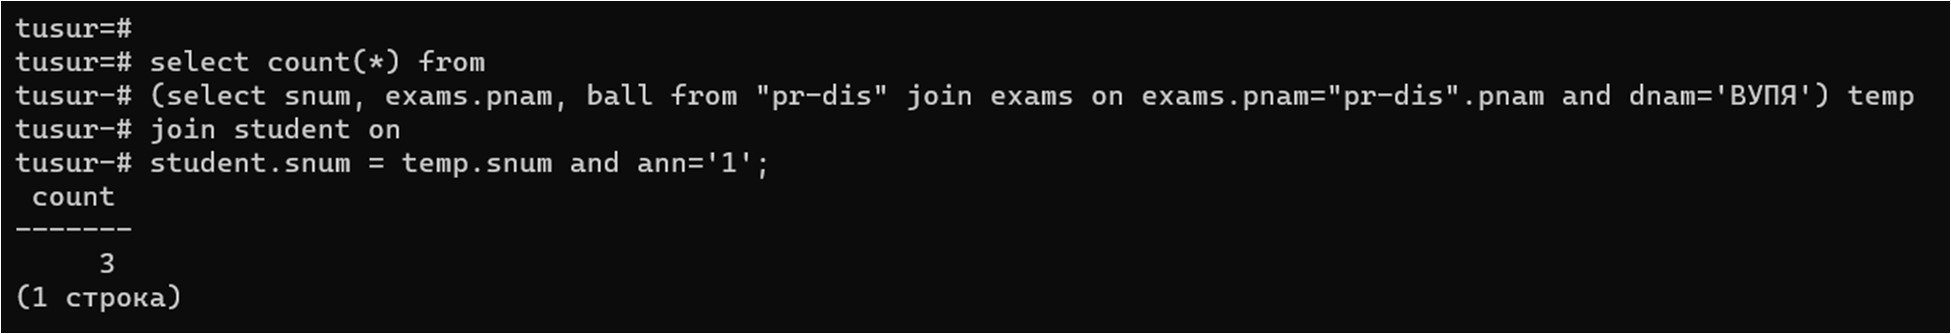 tusur=#
tusur=# select count(*) from
tusur-# (select snum, exams.pnam, ball from "pr-dis" join exams on exams.pnam="pr-dis".pnam and dnam='ВУПЯ') temp
tusur-# join student on
tusur-# student.snum = temp.snum and ann='1';
count
-------
3
(1 строка)